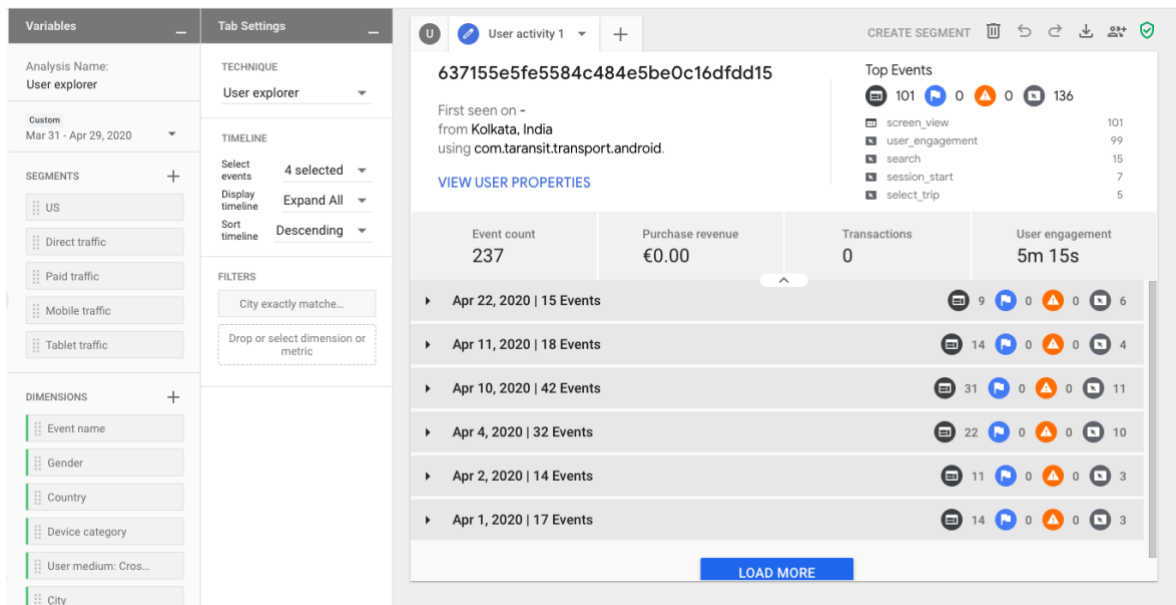 Variables
Analysis Name:
User explorer
Custom
Mar 31 - Apr 29, 2020
SEGMENTS
US
Direct traffic
Paid traffic
Mobile traffic
Tablet traffic
DIMENSIONS
Event name
Gender
Country
Device category
User medium: Cros...
City
Tab Settings
TECHNIQUE
User explorer
TIMELINE
Select events 4 selected
Display timeline Expand All
Sort timeline Descending
FILTERS
City exactly matche...
Drop or select dimension or
metric
U User activity 1 CREATE SEGMENT
637155e5fe5584c484e5be0c16dfdd15
First seen on -
from Kolkata, India
using com.taransit.transport.android.
VIEW USER PROPERTIES
Top Events
101 0 0 136
screen_view 101
user_engagement 99
search 15
session_start 7
select_trip 5
Event count Purchase revenue Transactions User engagement
237 €0.00 0 5m 15s
Apr 22, 2020 | 15 Events 9 0 0 6
Apr 11, 2020 | 18 Events 14 0 0 4
Apr 10, 2020 | 42 Events 31 0 0 11
Apr 4, 2020 | 32 Events 22 0 0 10
Apr 2, 2020 | 14 Events 11 0 0 3
Apr 1, 2020 | 17 Events 14 0 0 3
LOAD MORE